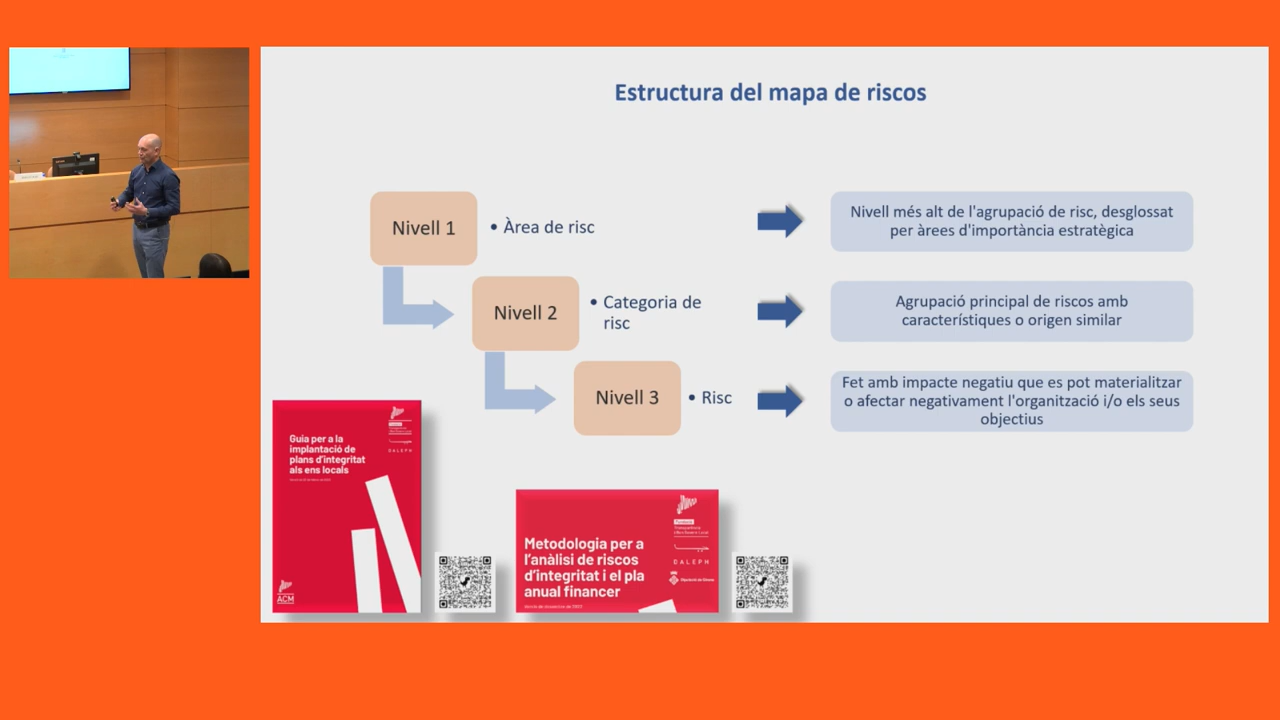 Estructura del mapa de riscos
Nivell 1
• Àrea de risc
Nivell més alt de l'agrupació de risc, desglossat
per àrees d'importància estratègica
Nivell 2
• Categoria de
risc
Agrupació principal de riscos amb
característiques o origen similar
Nivell 3
• Risc
Fet amb impacte negatiu que es pot materialitzar
o afectar negativament l'organització i/o els seus
objectius
Guia per a la
implantació de
plans d'integritat
als ens locals
DALEPH
ACM
Metodologia per a
l'anàlisi de riscos
d'integritat i el pla
anual financer
DALEPH